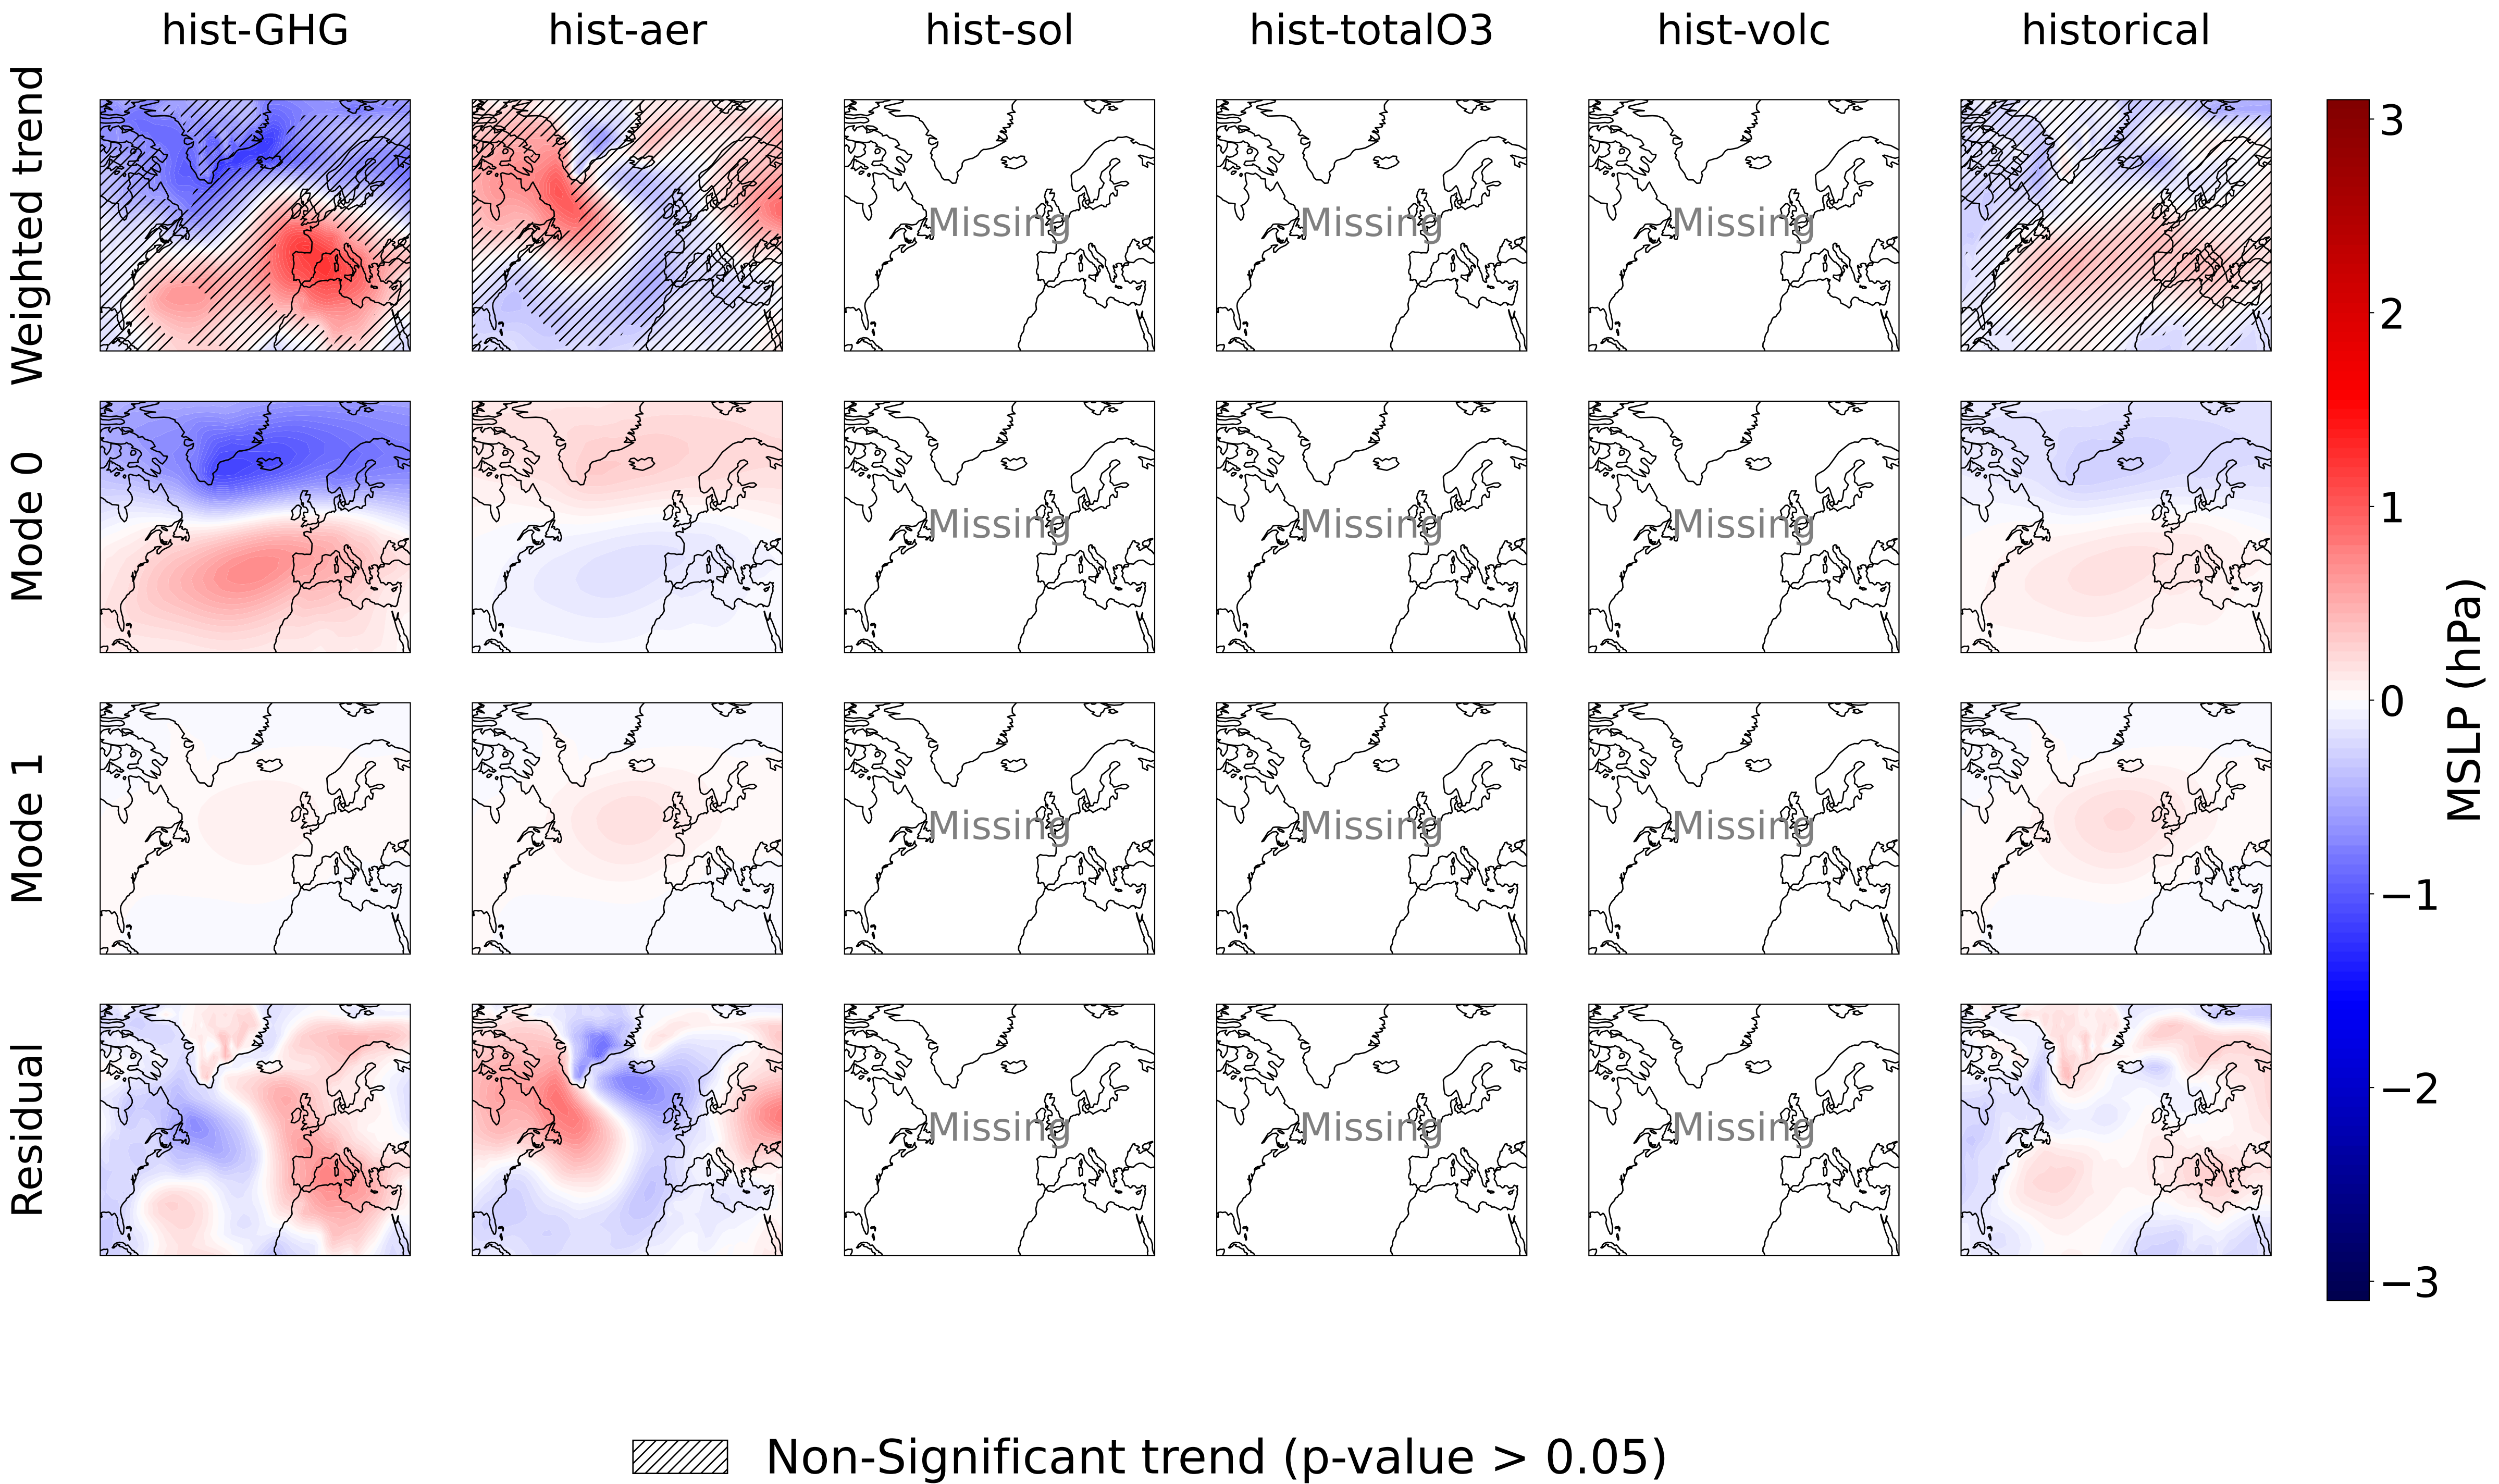 hist-GHG hist-aer hist-sol hist-totalO3 hist-volc historical
Weighted trend
Missing Missing Missing
Mode 0
Missing Missing Missing
Mode 1
Missing Missing Missing
Residual
Missing Missing Missing
3
2
1
0
−1
−2
−3
MSLP (hPa)
Non-Significant trend (p-value > 0.05)